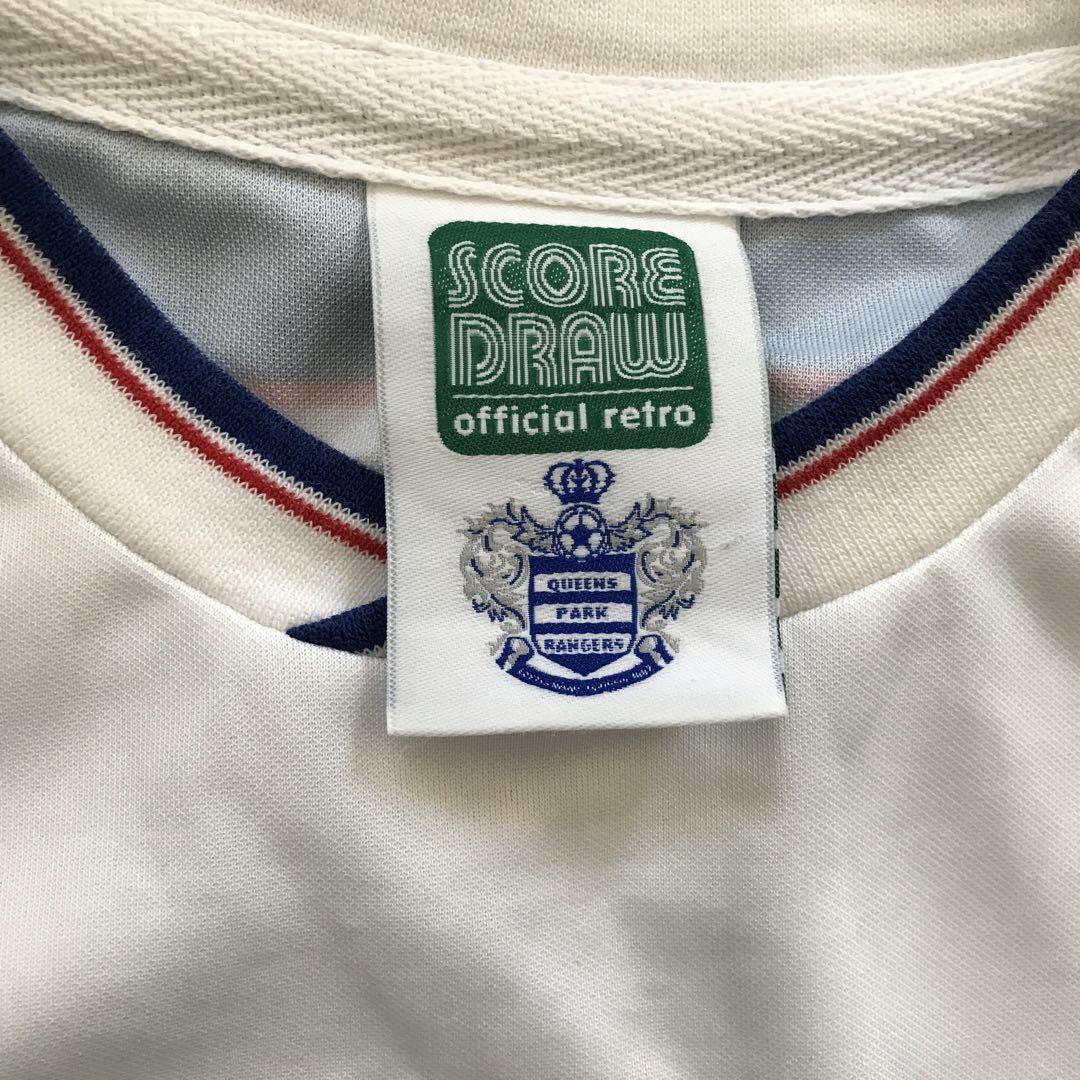 SCORE
DRAW
official retro
QUEENS
PARK
RANGERS